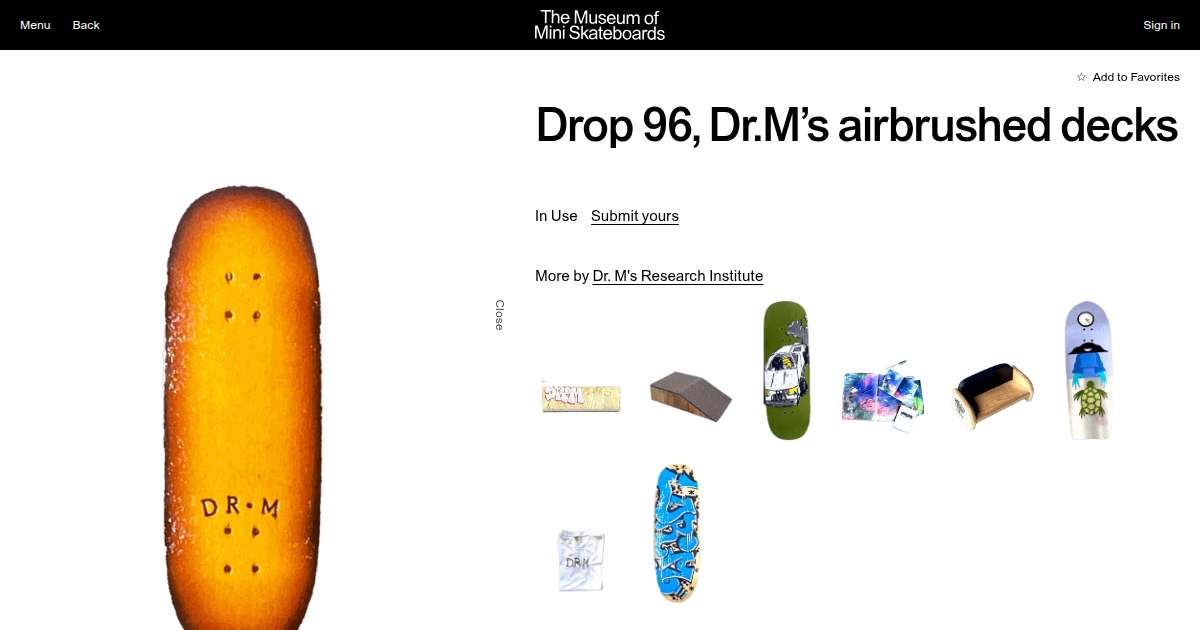 Menu
Back
The Museum of
Mini Skateboards
Sign in
☆ Add to Favorites
Drop 96, Dr.M’s airbrushed decks
In Use
Submit yours
More by Dr. M's Research Institute
Close
DR•M
DRM